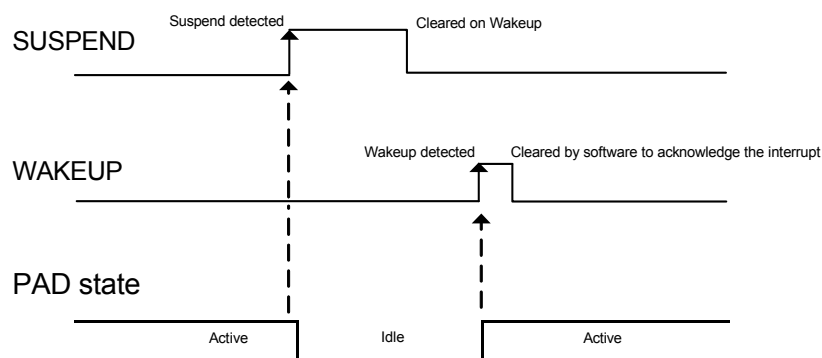 Suspend detected
Cleared on Wakeup
SUSPEND
Wakeup detected
Cleared by software to acknowledge the interrupt
WAKEUP
PAD state
Active
Idle
Active